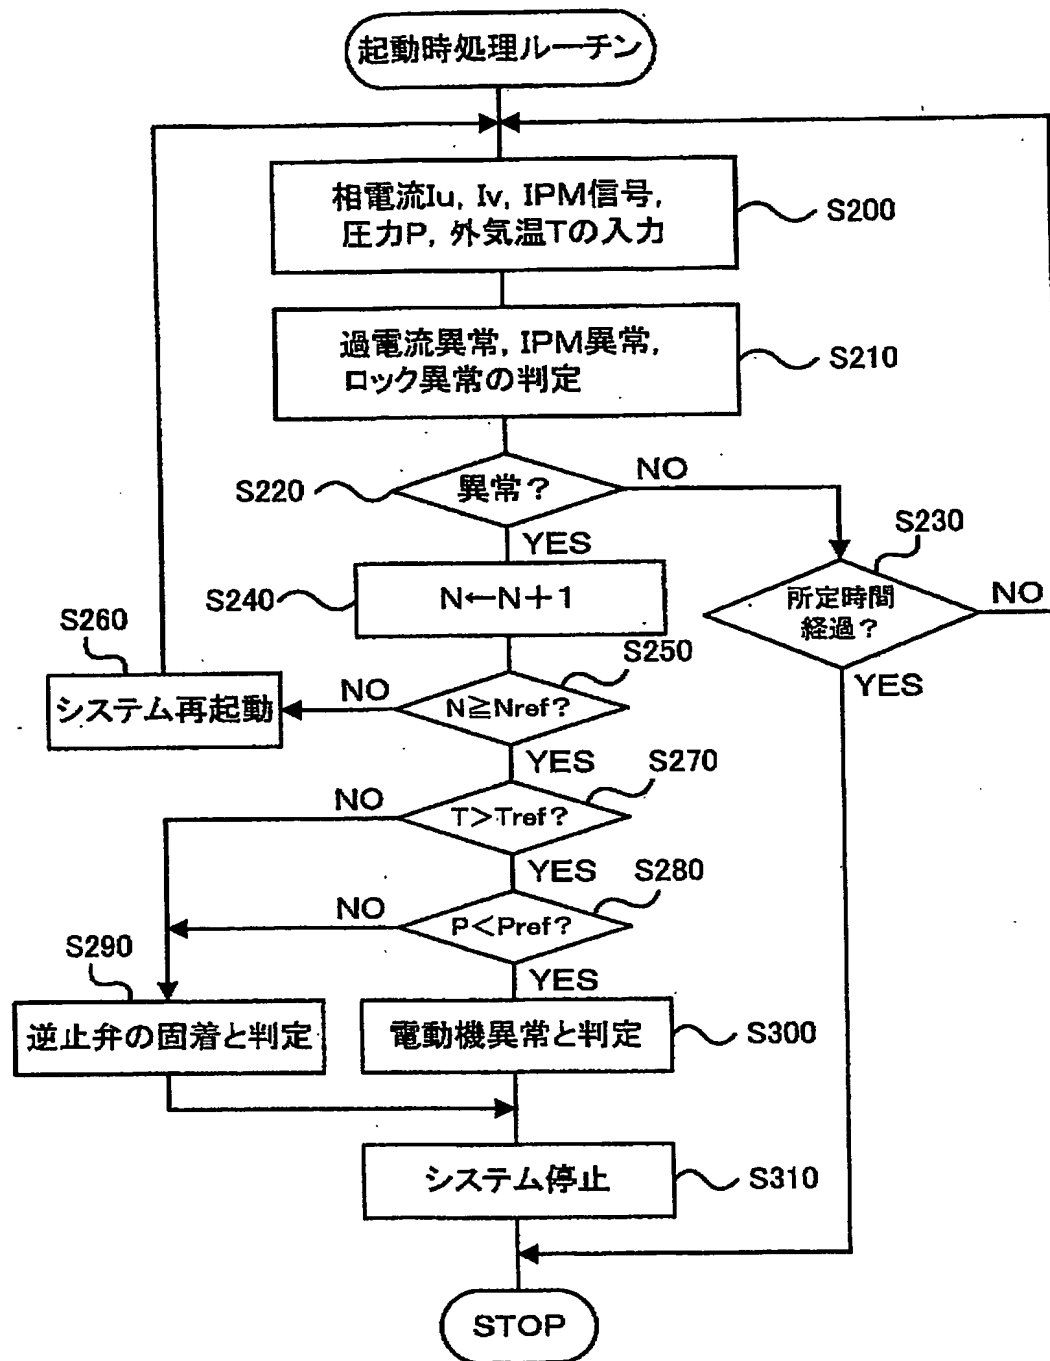 起動時処理ルーチン
相電流Iu, Iv, IPM信号,
圧力P, 外気温Tの入力
S200
過電流異常, IPM異常,
ロック異常の判定
S210
S220
異常?
NO
YES
S230
所定時間
経過?
NO
YES
S240
N←N+1
S250
N≧Nref?
NO
S260
システム再起動
YES
S270
T>Tref?
NO
YES
S280
P<Pref?
NO
YES
S290
逆止弁の固着と判定
電動機異常と判定
S300
システム停止
S310
STOP